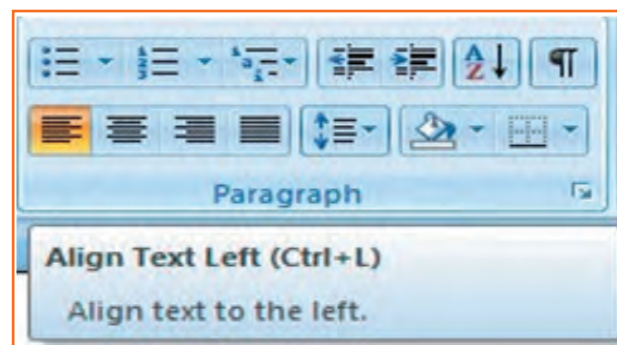 Paragraph
Align Text Left (Ctrl+L)
Align text to the left.